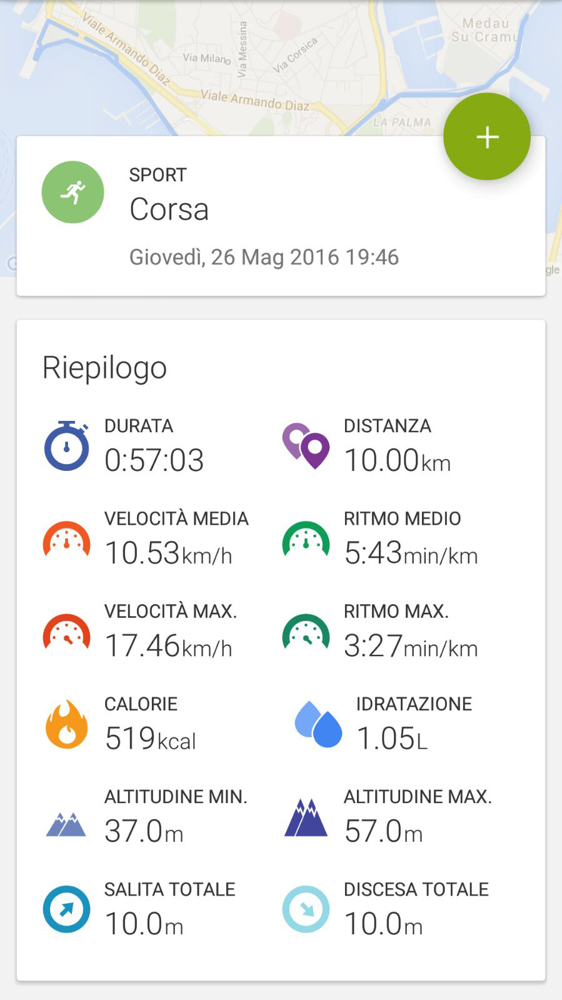 Viale Armando Diaz
Via Milano
Via Messina
Via Corsica
Medau
Su Cramu
Viale Armando Diaz
LA PALMA
+
SPORT
Corsa
Giovedì, 26 Mag 2016 19:46
gle
Riepilogo
DURATA
0:57:03
DISTANZA
10.00km
VELOCITÀ MEDIA
10.53km/h
RITMO MEDIO
5:43min/km
VELOCITÀ MAX.
17.46km/h
RITMO MAX.
3:27min/km
CALORIE
519kcal
IDRATAZIONE
1.05L
ALTITUDINE MIN.
37.0m
ALTITUDINE MAX.
57.0m
SALITA TOTALE
10.0m
DISCESA TOTALE
10.0m